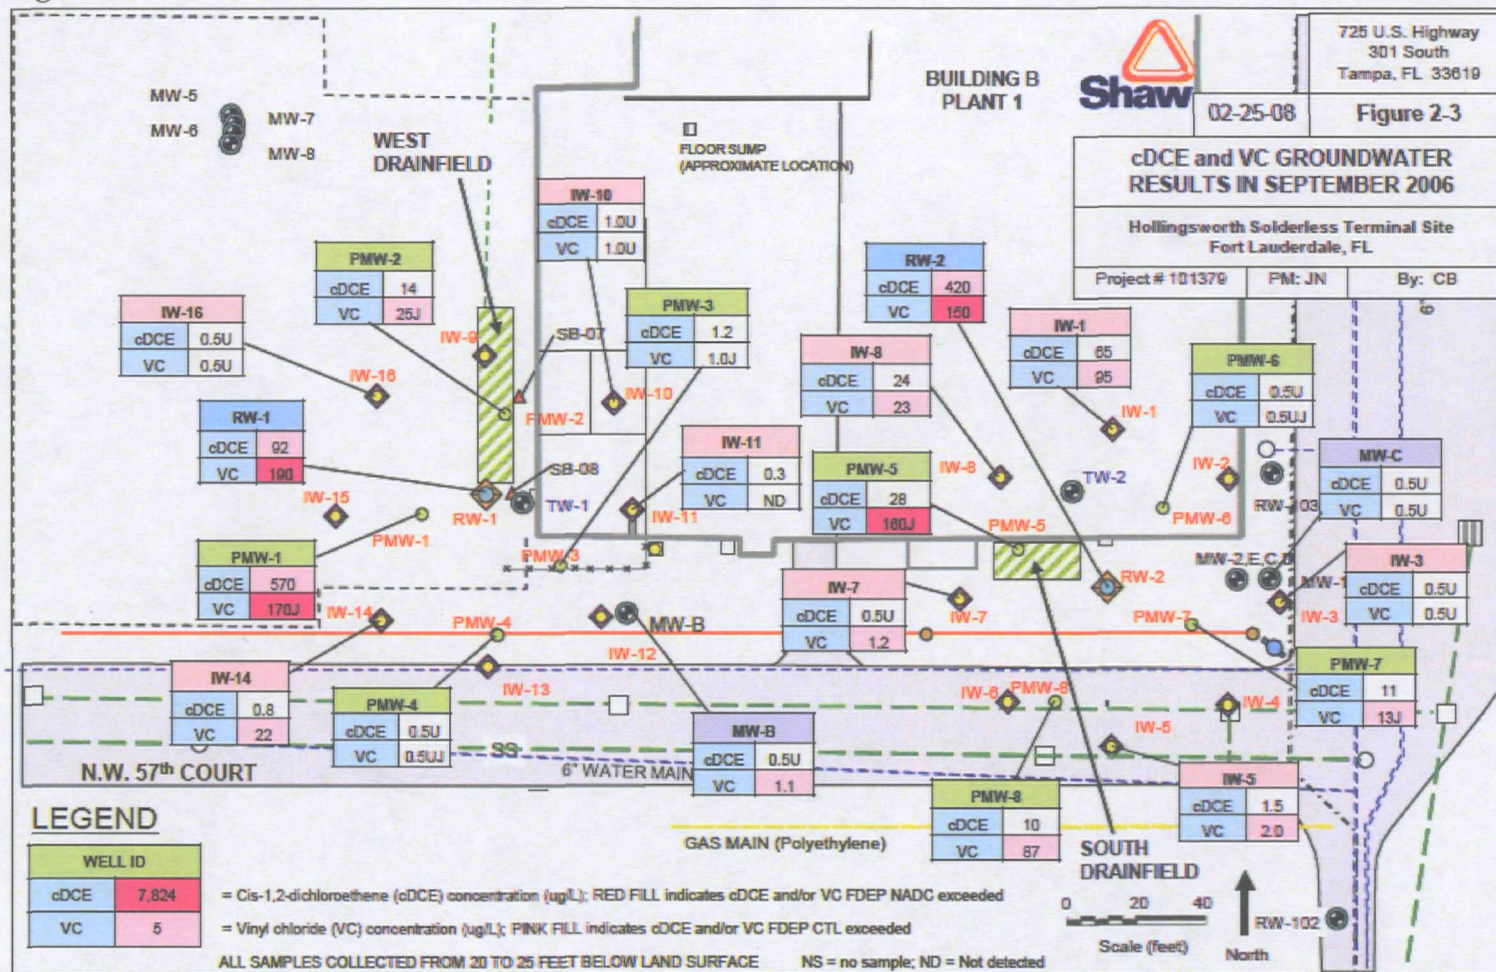 725 U.S. Highway
301 South
Tampa, FL 33619
Shaw
02-25-08
Figure 2-3
cDCE and VC GROUNDWATER
RESULTS IN SEPTEMBER 2006
Hollingsworth Solderless Terminal Site
Fort Lauderdale, FL
Project # 101379
PM: JN
By: CB
BUILDING B
PLANT 1
MW-5
MW-6
MW-7
MW-8
WEST
DRAINFIELD
FLOOR SUMP
(APPROXIMATE LOCATION)
IW-10
cDCE 1.0U
VC 1.0U
PMW-2
cDCE 14
VC 25J
RW-2
cDCE 420
VC 150
IW-16
cDCE 0.5U
VC 0.5U
PMW-3
cDCE 1.2
VC 1.0J
IW-1
cDCE 65
VC 95
IW-8
cDCE 24
VC 23
PMW-6
cDCE 0.5U
VC 0.5UJ
IW-9
SB-07
IW-16
IW-10
PMW-2
RW-1
cDCE 92
VC 190
IW-11
cDCE 0.3
VC ND
IW-1
PMW-5
cDCE 28
VC 160J
MW-C
cDCE 0.5U
VC 0.5U
SB-08
IW-8
TW-2
IW-2
IW-15
RW-1
TW-1
IW-11
PMW-6
PMW-1
PMW-5
PMW-3
PMW-1
cDCE 570
VC 170J
IW-3
cDCE 0.5U
VC 0.5U
IW-7
cDCE 0.5U
VC 1.2
RW-2
MW-1
IW-14
PMW-4
MW-B
IW-7
PMW-7
IW-3
IW-12
IW-14
cDCE 0.8
VC 22
IW-13
PMW-4
cDCE 0.5U
VC 0.5UJ
IW-6
PMW-8
IW-4
PMW-7
cDCE 11
VC 13J
MW-B
cDCE 0.5U
VC 1.1
IW-5
SS
N.W. 57th COURT
6" WATER MAIN
IW-5
cDCE 1.5
VC 2.0
PMW-8
cDCE 10
VC 87
GAS MAIN (Polyethylene)
SOUTH
DRAINFIELD
LEGEND
WELL ID
cDCE 7,824
VC 5
= Cis-1,2-dichloroethene (cDCE) concentration (ug/L); RED FILL indicates cDCE and/or VC FDEP NADC exceeded
= Vinyl chloride (VC) concentration (ug/L); PINK FILL indicates cDCE and/or VC FDEP CTL exceeded
ALL SAMPLES COLLECTED FROM 20 TO 25 FEET BELOW LAND SURFACE
NS = no sample; ND = Not detected
0 20 40
Scale (feet)
North
RW-102